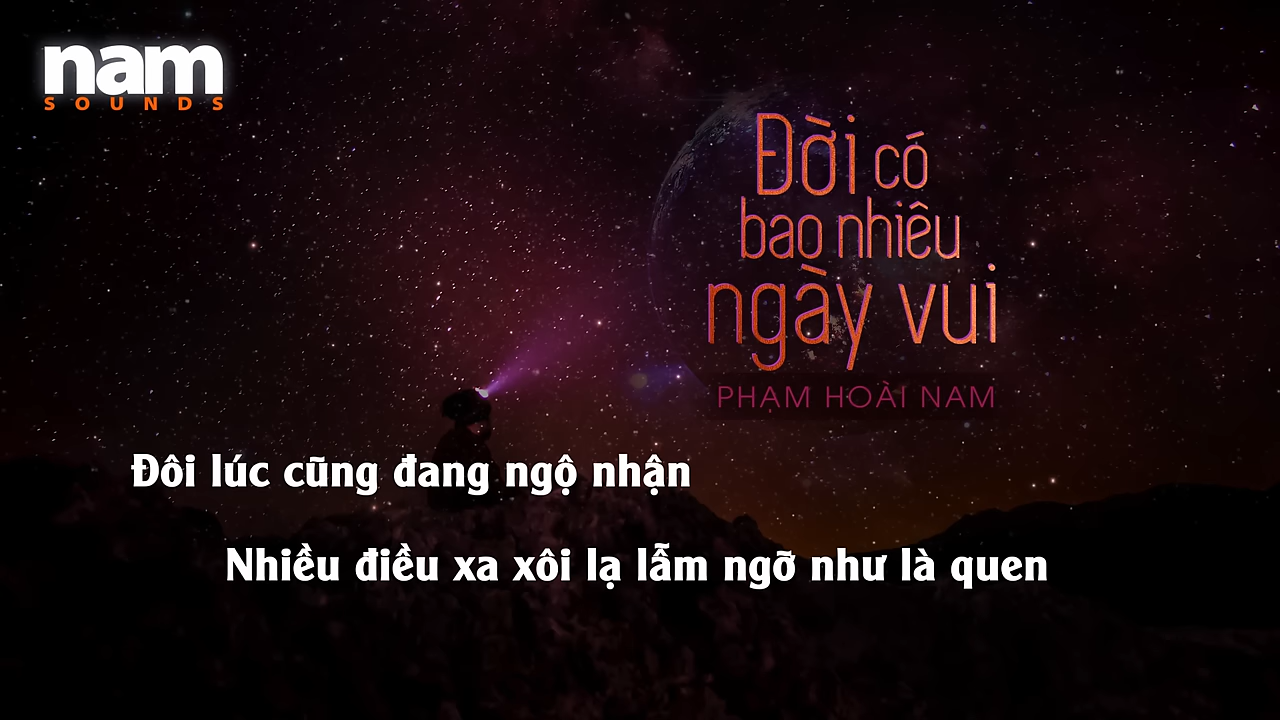 nam
SOUNDS
Đời có
bao nhiêu
ngày vui
PHẠM HOÀI NAM
Đôi lúc cũng đang ngộ nhận
Nhiều điều xa xôi lạ lẫm ngỡ như là quen